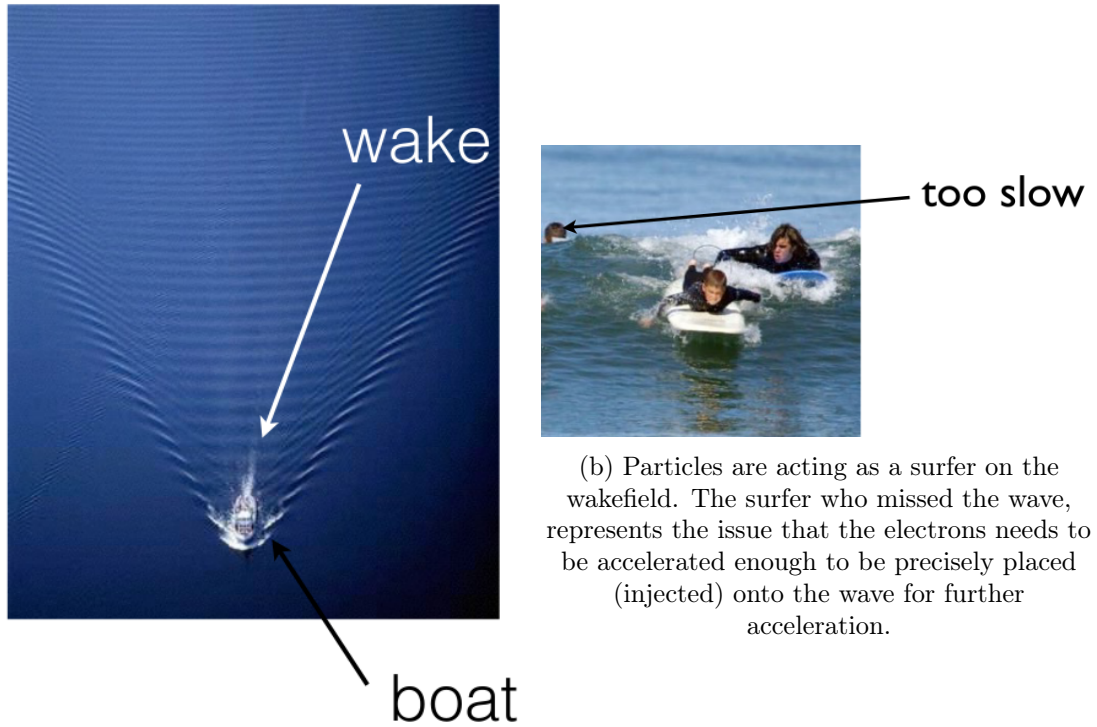 wake
boat
too slow
(b) Particles are acting as a surfer on the
wakefield. The surfer who missed the wave,
represents the issue that the electrons needs to
be accelerated enough to be precisely placed
(injected) onto the wave for further
acceleration.